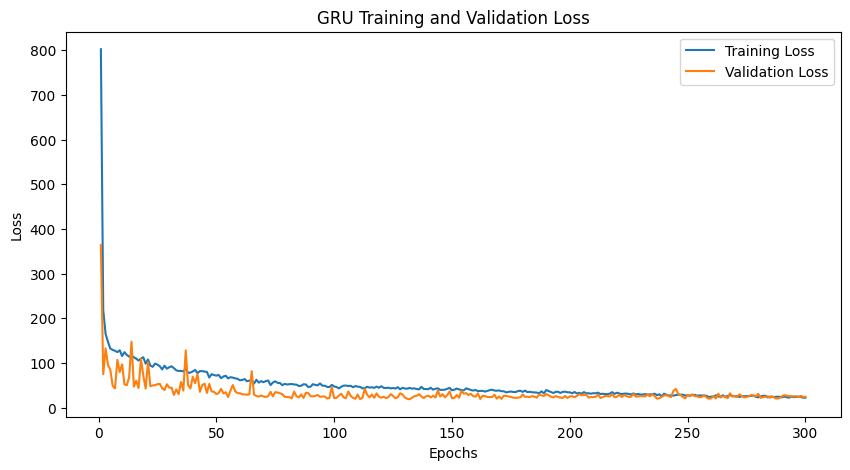 GRU Training and Validation Loss
Training Loss
Validation Loss
Loss
800
700
600
500
400
300
200
100
0
0 50 100 150 200 250 300
Epochs